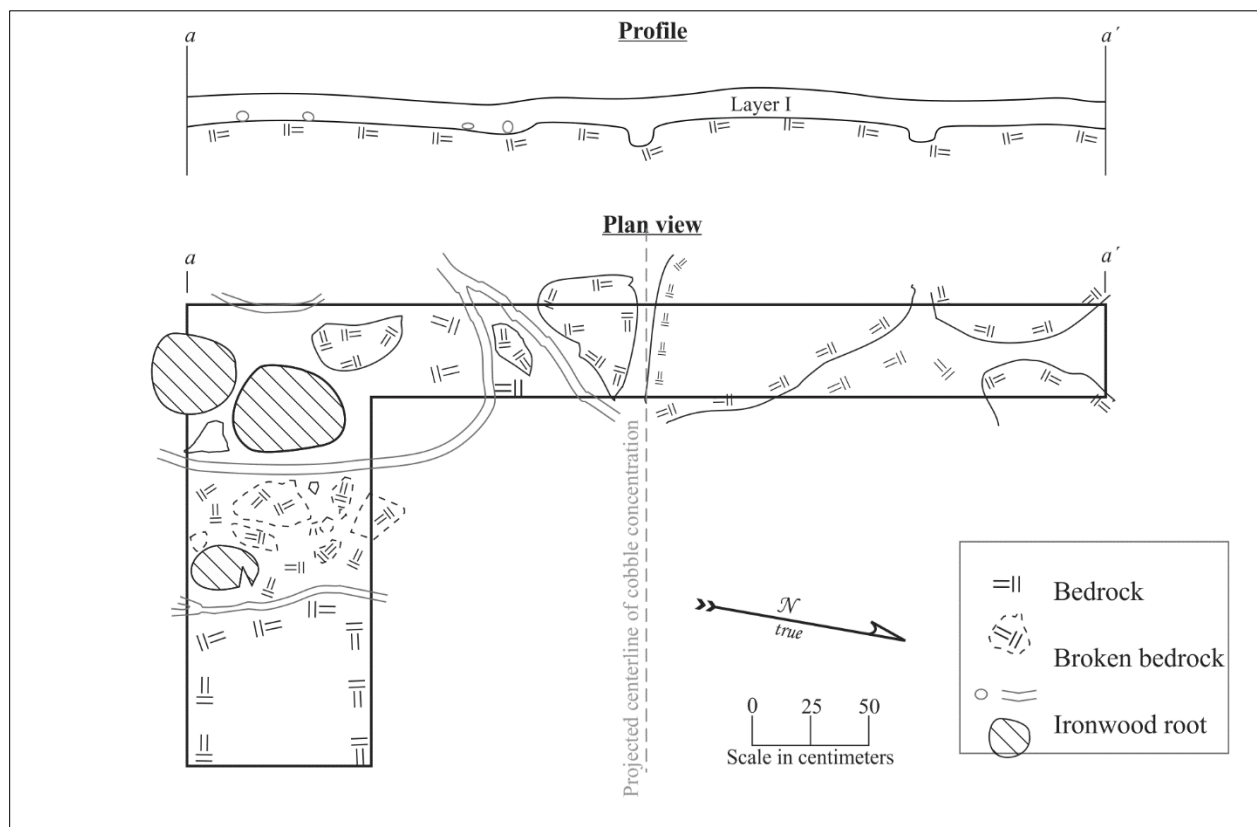 Profile
a
a´
Layer I
Plan view
a
a´
Projected centerline of cobble concentration
N
true
0 25 50
Scale in centimeters
Bedrock
Broken bedrock
Ironwood root